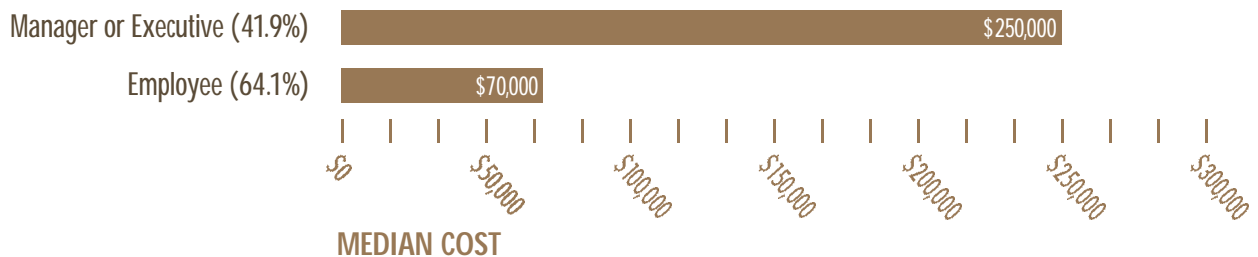 Manager or Executive (41.9%) $250,000
Employee (64.1%) $70,000
$0 $50,000 $100,000 $150,000 $200,000 $250,000 $300,000
MEDIAN COST